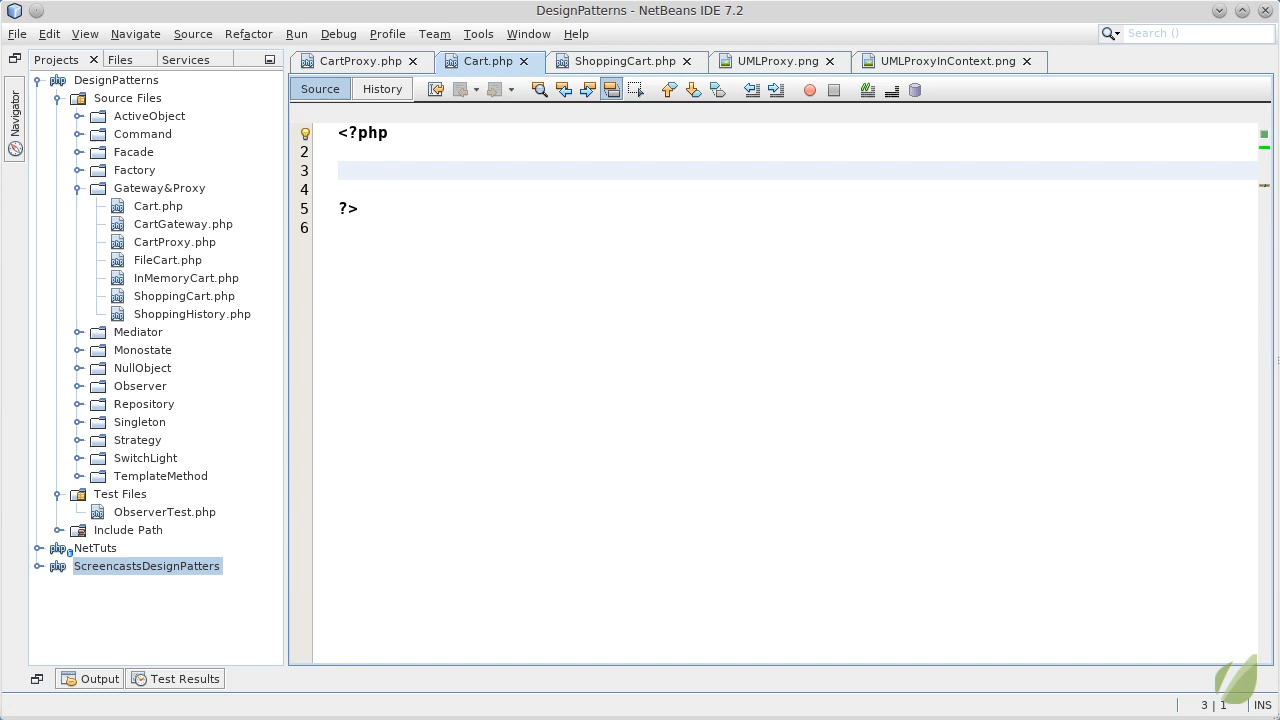 DesignPatterns - NetBeans IDE 7.2
File Edit View Navigate Source Refactor Run Debug Profile Team Tools Window Help
Search ()
Projects Files Services
CartProxy.php Cart.php ShoppingCart.php UMLProxy.png UMLProxyInContext.png
Source History
Navigator
DesignPatterns
Source Files
ActiveObject
Command
Facade
Factory
Gateway&Proxy
Cart.php
CartGateway.php
CartProxy.php
FileCart.php
InMemoryCart.php
ShoppingCart.php
ShoppingHistory.php
Mediator
Monostate
NullObject
Observer
Repository
Singleton
Strategy
SwitchLight
TemplateMethod
Test Files
ObserverTest.php
Include Path
NetTuts
ScreencastsDesignPatters
<?php
2
3
4
5 ?>
6
Output Test Results
3 | 1 INS